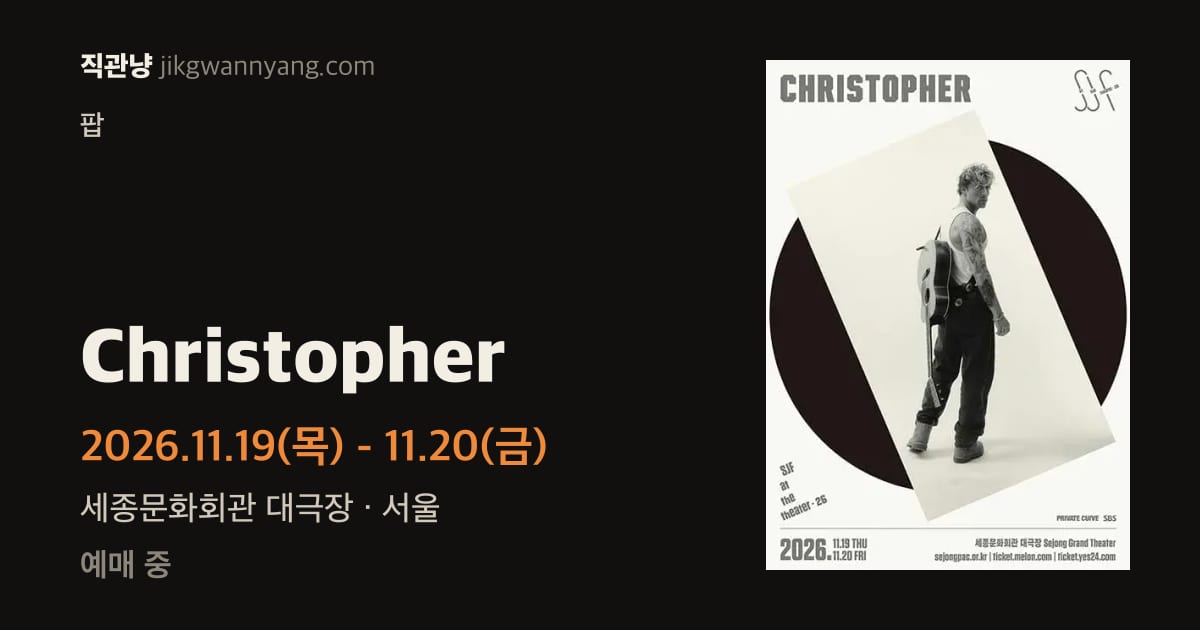 직관냥 jikgwannyang.com
팝
Christopher
2026.11.19(목) - 11.20(금)
세종문화회관 대극장 · 서울
예매 중
CHRISTOPHER
SJF
SJF
at
the
theater - 26
PRIVATE CURVE SBS
2026. 11.19 THU
11.20 FRI
세종문화회관 대극장 Sejong Grand Theater
sejongpac.or.kr | ticket.melon.com | ticket.yes24.com